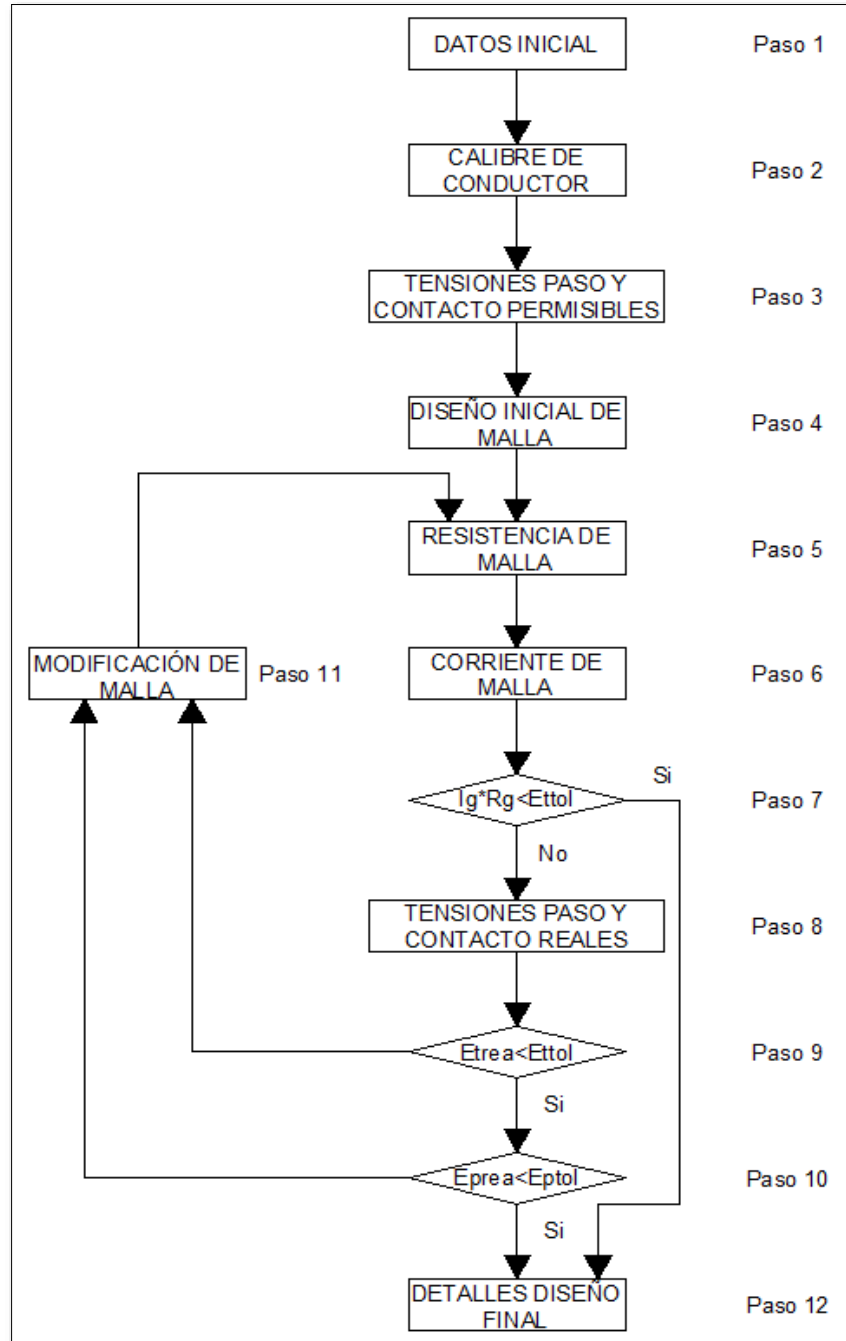 DATOS INICIAL
Paso 1
CALIBRE DE
CONDUCTOR
Paso 2
TENSIONES PASO Y
CONTACTO PERMISIBLES
Paso 3
DISEÑO INICIAL DE
MALLA
Paso 4
RESISTENCIA DE
MALLA
Paso 5
MODIFICACIÓN DE
MALLA
Paso 11
CORRIENTE DE
MALLA
Paso 6
Ig*Rg<Ettol
Si
Paso 7
No
TENSIONES PASO Y
CONTACTO REALES
Paso 8
Etrea<Ettol
Paso 9
Si
Eprea<Eptol
Paso 10
Si
DETALLES DISEÑO
FINAL
Paso 12